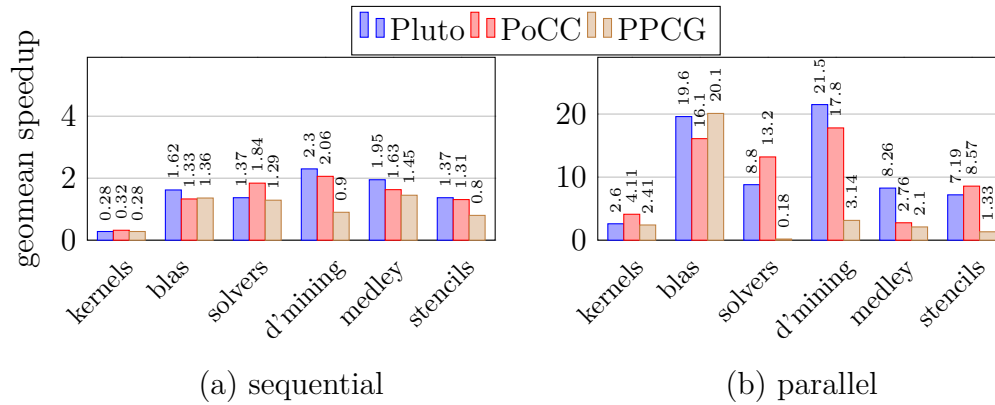 Pluto PoCC PPCG
geomean speedup
4
2
0
0.28
0.32
0.28
1.62
1.33
1.36
1.37
1.84
1.29
2.3
2.06
0.9
1.95
1.63
1.45
1.37
1.31
0.8
kernels
blas
solvers
d'mining
medley
stencils
(a) sequential
20
10
0
2.6
4.11
2.41
19.6
16.1
20.1
8.8
13.2
0.18
21.5
17.8
3.14
8.26
2.76
2.1
7.19
8.57
1.33
kernels
blas
solvers
d'mining
medley
stencils
(b) parallel